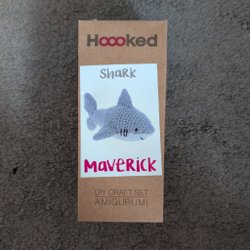 Hoooked
Shark
MAVERICK
DIY CRAFT SET
AMIGURUMI